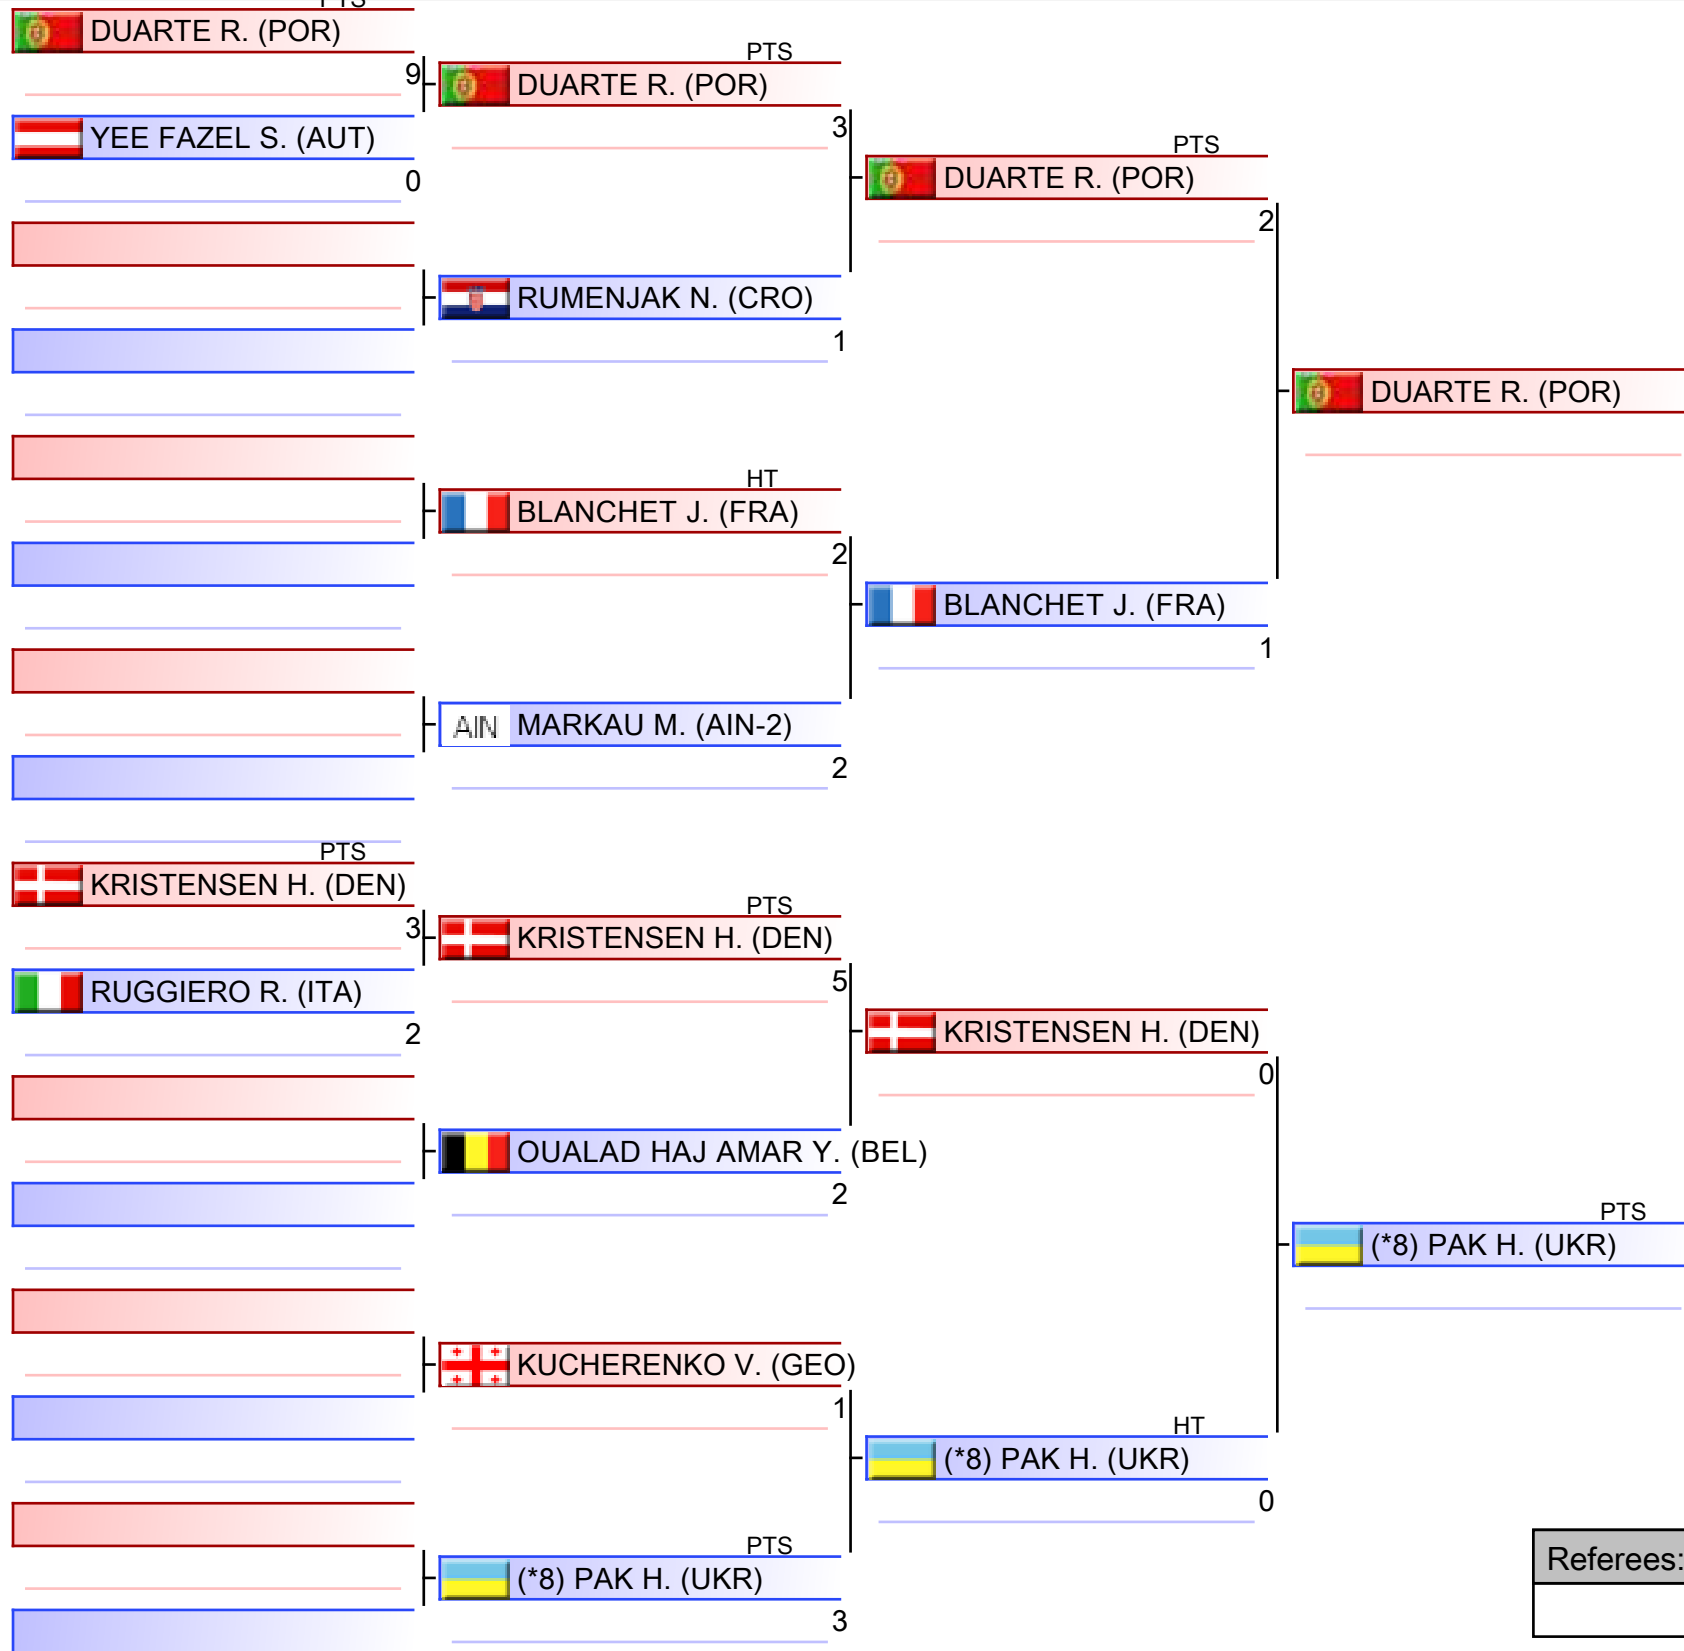 PTS
DUARTE R. (POR)
9
YEE FAZEL S. (AUT)
0
PTS
DUARTE R. (POR)
3
RUMENJAK N. (CRO)
1
PTS
DUARTE R. (POR)
2
DUARTE R. (POR)
HT
BLANCHET J. (FRA)
2
BLANCHET J. (FRA)
1
AIN MARKAU M. (AIN-2)
2
PTS
KRISTENSEN H. (DEN)
3
RUGGIERO R. (ITA)
2
PTS
KRISTENSEN H. (DEN)
5
OUALAD HAJ AMAR Y. (BEL)
2
KRISTENSEN H. (DEN)
0
PTS
(*8) PAK H. (UKR)
KUCHERENKO V. (GEO)
1
HT
(*8) PAK H. (UKR)
0
PTS
(*8) PAK H. (UKR)
3
Referees: